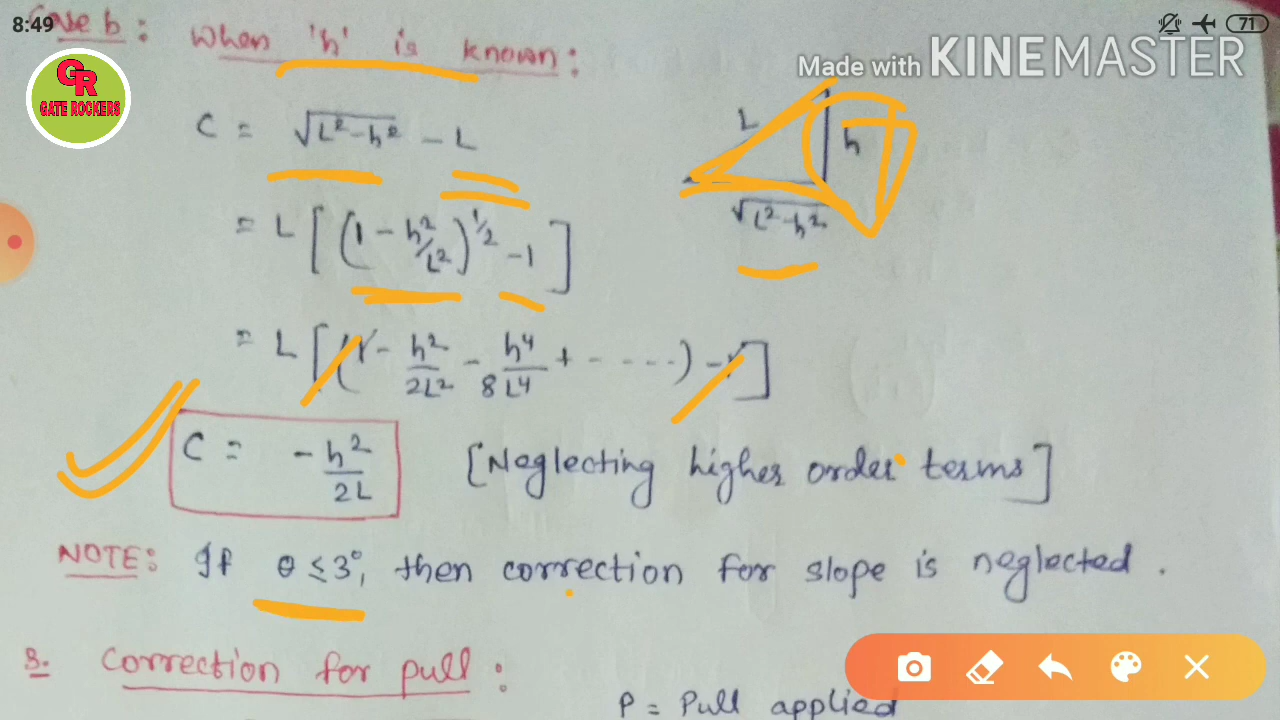 8:49
71
Case b: When 'h' is known:
Made with KINEMASTER
GR
GATE ROCKERS
C = √L²-h² - L
L
h
√L²-h²
= L [(1 - h²/L²)^1/2 - 1]
= L [(1 - h²/2L² - h⁴/8L⁴ + - - - - -) - 1]
C = -h²/2L [Neglecting higher order terms]
NOTE: If θ ≤ 3°, then correction for slope is neglected.
3. Correction for pull:
P = Pull applied